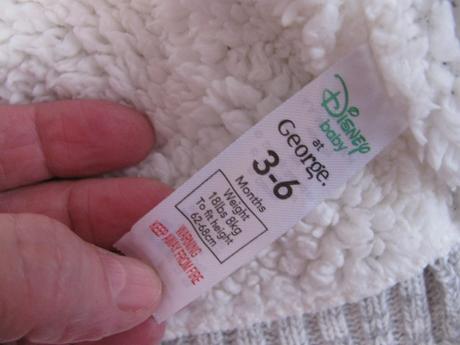 Disney
baby
at
George.
3-6
Months
Weight
18lbs 8kg
To fit height
62-68cm
WARNING
KEEP AWAY FROM FIRE